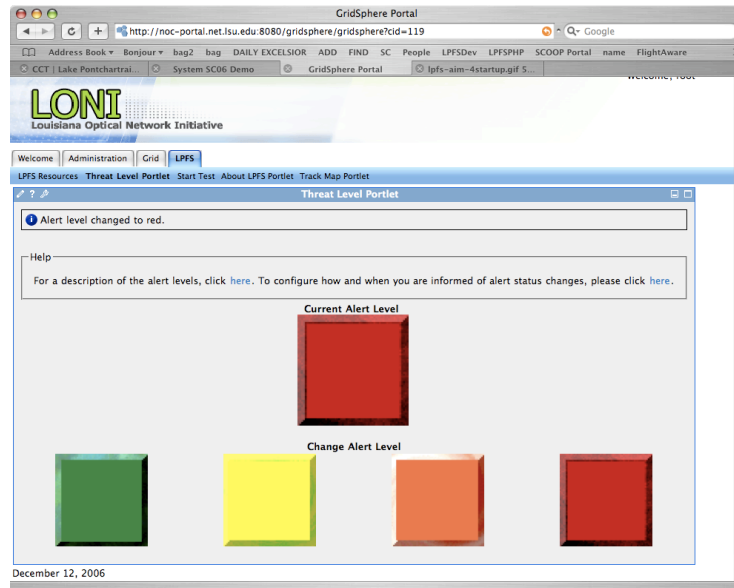 GridSphere Portal
http://noc-portal.net.lsu.edu:8080/gridsphere/gridsphere?cid=119
Q- Google
Address Book Bonjour bag2 bag DAILY EXCELSIOR ADD FIND SC People LPFSDev LPFSPHP SCOOP Portal name FlightAware
CCT | Lake Pontchartrai... System SC06 Demo GridSphere Portal lpfs-aim-4startup.gif 5...
Welcome, root
LONI
Louisiana Optical Network Initiative
Welcome Administration Grid LPFS
LPFS Resources Threat Level Portlet Start Test About LPFS Portlet Track Map Portlet
? Threat Level Portlet
i Alert level changed to red.
Help
For a description of the alert levels, click here. To configure how and when you are informed of alert status changes, please click here.
Current Alert Level
Change Alert Level
December 12, 2006